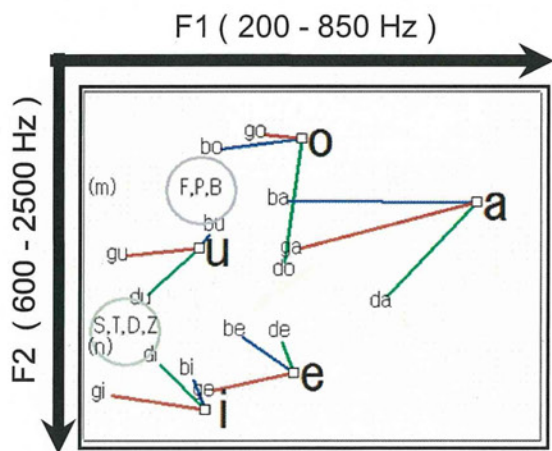 F1 ( 200 - 850 Hz )
F2 ( 600 - 2500 Hz)
go
o
bo
(m)
F,P,B
ba
a
bu
gu
u
ga
do
du
da
S,T,D,Z
(n)
di
be
de
bi
e
gi
ge
i